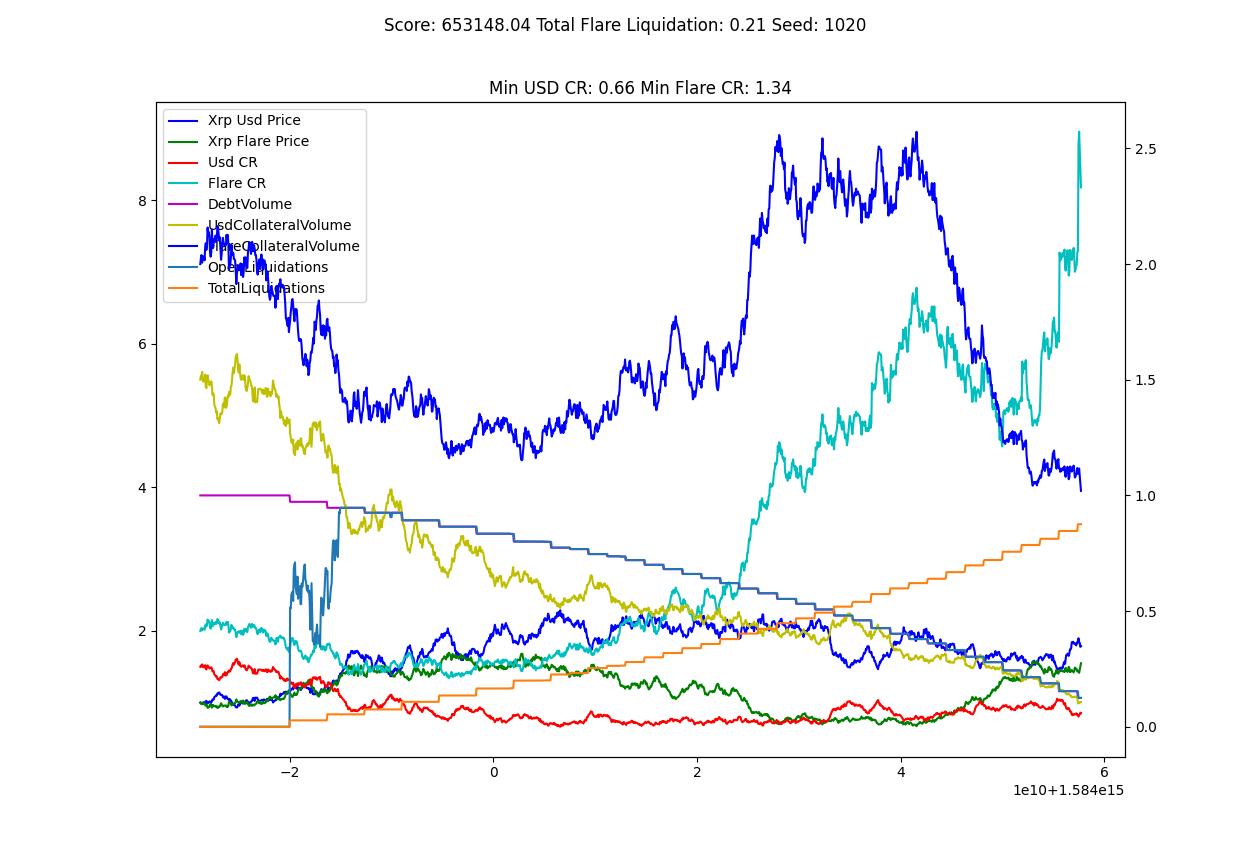 Score: 653148.04 Total Flare Liquidation: 0.21 Seed: 1020
Min USD CR: 0.66 Min Flare CR: 1.34
Xrp Usd Price
Xrp Flare Price
Usd CR
Flare CR
DebtVolume
UsdCollateralVolume
FlareCollateralVolume
OpenLiquidations
TotalLiquidations
8
6
4
2
2.5
2.0
1.5
1.0
0.5
0.0
−2 0 2 4 6
1e10+1.584e15